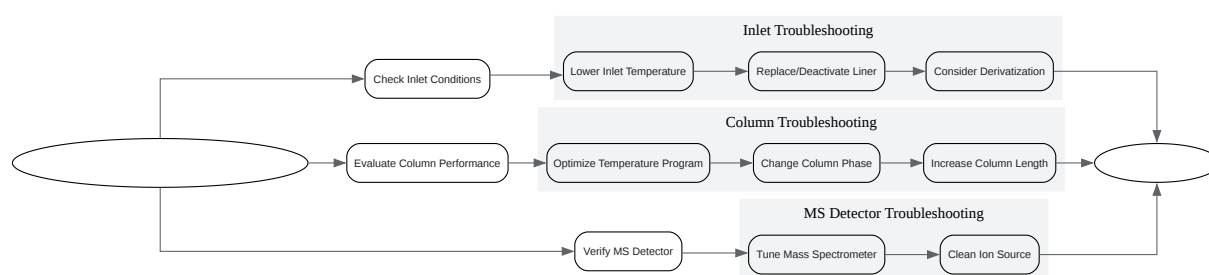 Inlet Troubleshooting
Check Inlet Conditions
Lower Inlet Temperature
Replace/Deactivate Liner
Consider Derivatization
Column Troubleshooting
Evaluate Column Performance
Optimize Temperature Program
Change Column Phase
Increase Column Length
MS Detector Troubleshooting
Verify MS Detector
Tune Mass Spectrometer
Clean Ion Source